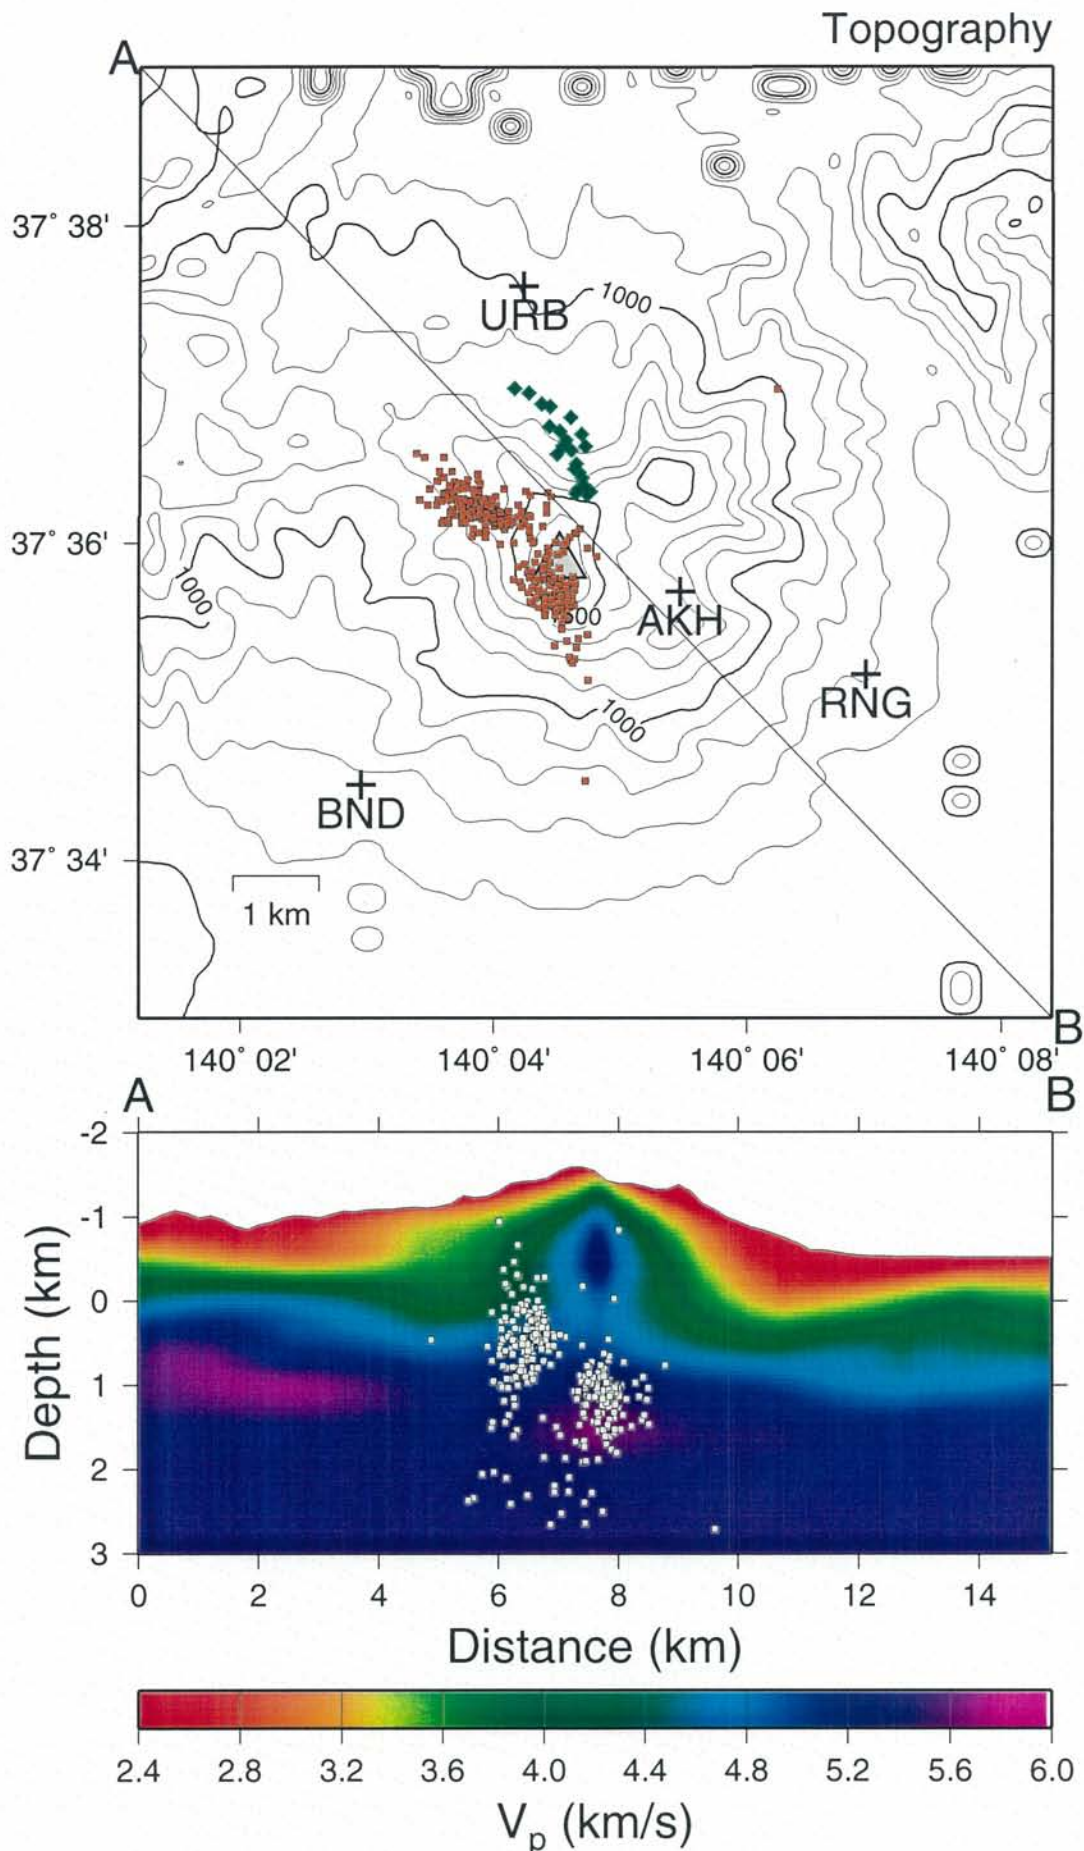 Topography
A
37° 38'
URB
1000
37° 36'
1000
AKH
RNG
1000
BND
37° 34'
1 km
B
140° 02' 140° 04' 140° 06' 140° 08'
A B
-2
-1
0
1
2
3
Depth (km)
0 2 4 6 8 10 12 14
Distance (km)
2.4 2.8 3.2 3.6 4.0 4.4 4.8 5.2 5.6 6.0
Vp (km/s)